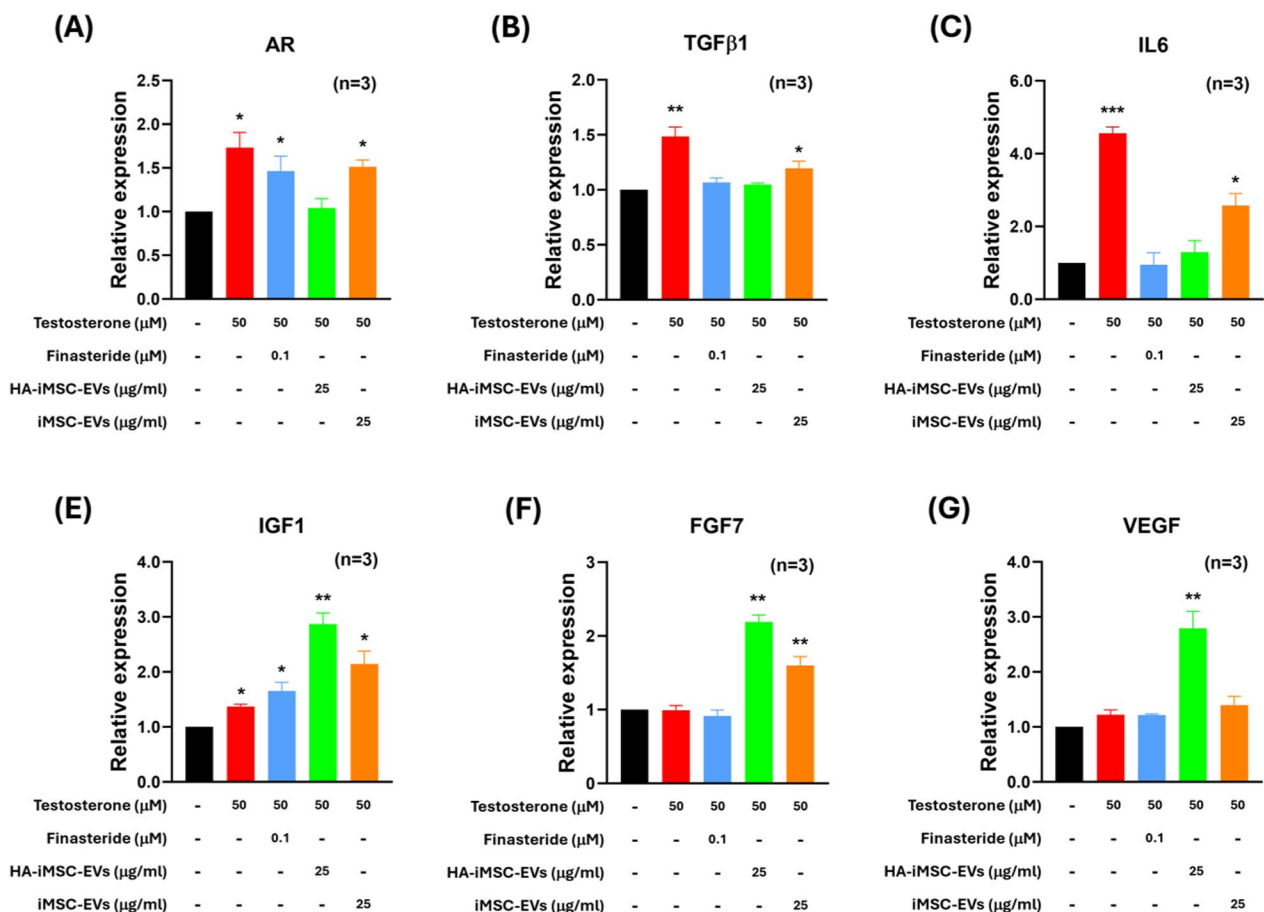 (A) (B) (C)
AR TGFβ1 IL6
(n=3) (n=3) (n=3)
Relative expression Relative expression Relative expression
2.5 2.0 6.0
* ** ***
* * * *
2.0 1.5 4.0
1.5 1.0 2.0
1.0 0.5 0.0
0.5 0.0
0.0
Testosterone (μM) - 50 50 50 50 Testosterone (μM) - 50 50 50 50 Testosterone (μM) - 50 50 50 50
Finasteride (μM) - - 0.1 - - Finasteride (μM) - - 0.1 - - Finasteride (μM) - - 0.1 - -
HA-iMSC-EVs (μg/ml) - - - 25 - HA-iMSC-EVs (μg/ml) - - - 25 - HA-iMSC-EVs (μg/ml) - - - 25 -
iMSC-EVs (μg/ml) - - - - 25 iMSC-EVs (μg/ml) - - - - 25 iMSC-EVs (μg/ml) - - - - 25
(E) (F) (G)
IGF1 FGF7 VEGF
(n=3) (n=3) (n=3)
Relative expression Relative expression Relative expression
4.0 3 4.0
** ** **
* * * **
3.0 2 3.0
2.0 1 2.0
1.0 0 1.0
0.0 0.0
Testosterone (μM) - 50 50 50 50 Testosterone (μM) - 50 50 50 50 Testosterone (μM) - 50 50 50 50
Finasteride (μM) - - 0.1 - - Finasteride (μM) - - 0.1 - - Finasteride (μM) - - 0.1 - -
HA-iMSC-EVs (μg/ml) - - - 25 - HA-iMSC-EVs (μg/ml) - - - 25 - HA-iMSC-EVs (μg/ml) - - - 25 -
iMSC-EVs (μg/ml) - - - - 25 iMSC-EVs (μg/ml) - - - - 25 iMSC-EVs (μg/ml) - - - - 25